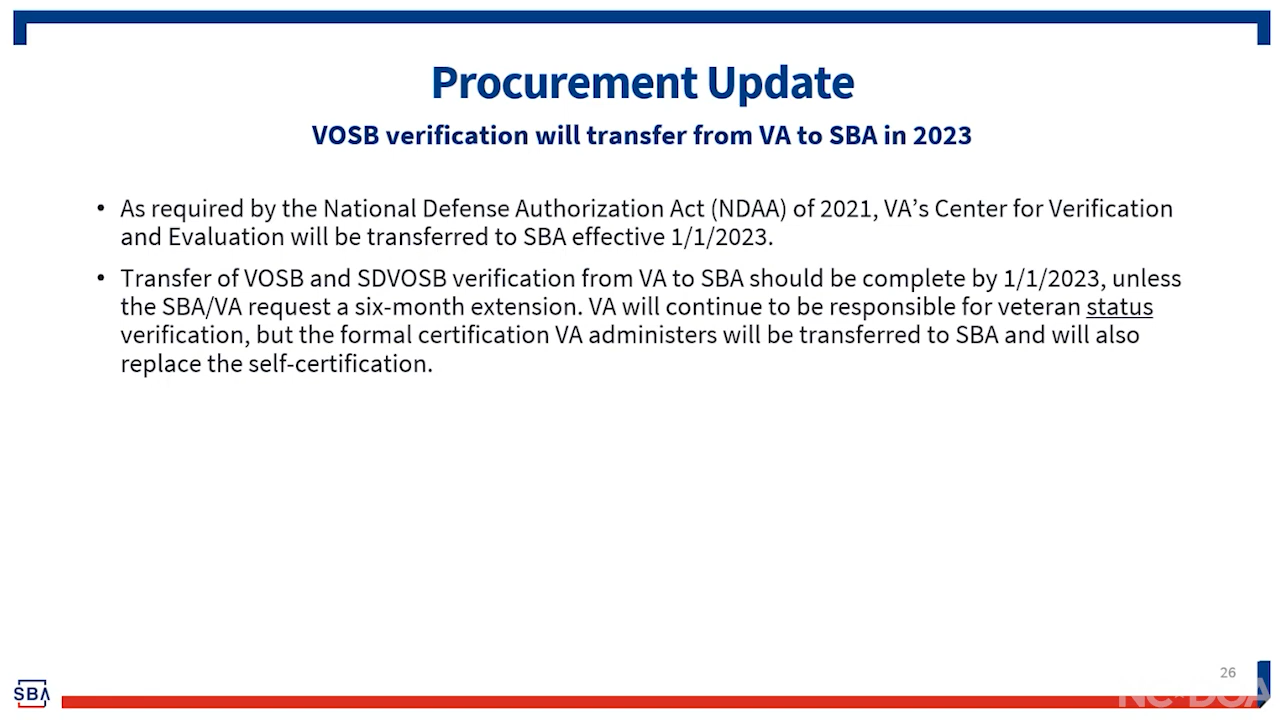 Procurement Update
VOSB verification will transfer from VA to SBA in 2023
• As required by the National Defense Authorization Act (NDAA) of 2021, VA’s Center for Verification
and Evaluation will be transferred to SBA effective 1/1/2023.
• Transfer of VOSB and SDVOSB verification from VA to SBA should be complete by 1/1/2023, unless
the SBA/VA request a six-month extension. VA will continue to be responsible for veteran status
verification, but the formal certification VA administers will be transferred to SBA and will also
replace the self-certification.
26
SBA
NC*DOA